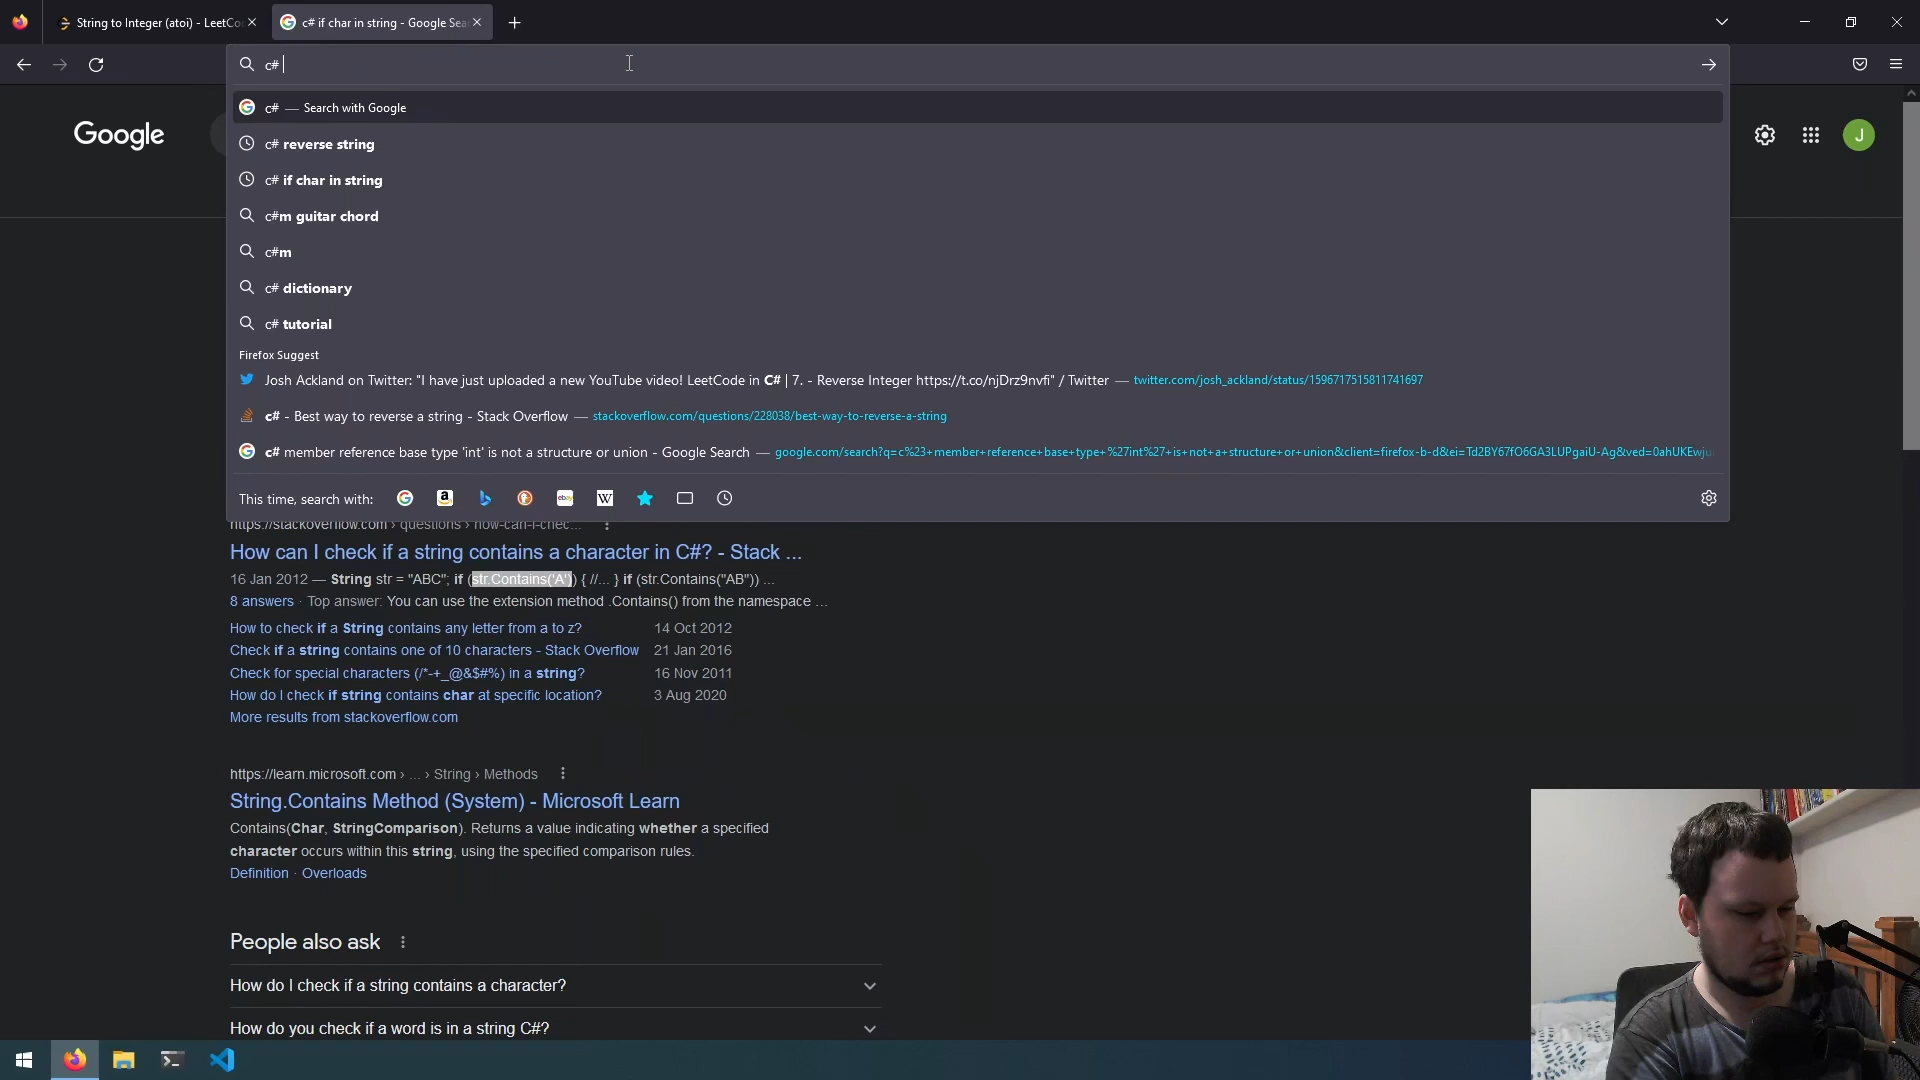 String to Integer (atoi) - LeetCo
c# if char in string - Google Sea
c#
c# — Search with Google
c# reverse string
c# if char in string
c#m guitar chord
c#m
c# dictionary
c# tutorial
Firefox Suggest
Josh Ackland on Twitter: "I have just uploaded a new YouTube video! LeetCode in C# | 7. - Reverse Integer https://t.co/njDrz9nvfi" / Twitter — twitter.com/josh_ackland/status/1596717515811741697
c# - Best way to reverse a string - Stack Overflow — stackoverflow.com/questions/228038/best-way-to-reverse-a-string
c# member reference base type 'int' is not a structure or union - Google Search — google.com/search?q=c%23+member+reference+base+type+%27int%27+is+not+a+structure+or+union&client=firefox-b-d&ei=Td2BY67fO6GA3LUPgaiU-Ag&ved=0ahUKEwju
This time, search with:
Google
J
https://stackoverflow.com › questions › how-can-i-chec...
How can I check if a string contains a character in C#? - Stack ...
16 Jan 2012 — String str = "ABC"; if (str.Contains('A')) { //... } if (str.Contains("AB")) ...
8 answers · Top answer: You can use the extension method .Contains() from the namespace ...
How to check if a String contains any letter from a to z? 14 Oct 2012
Check if a string contains one of 10 characters - Stack Overflow 21 Jan 2016
Check for special characters (/*-+_@&$#%) in a string? 16 Nov 2011
How do I check if string contains char at specific location? 3 Aug 2020
More results from stackoverflow.com
https://learn.microsoft.com › ... › String › Methods
String.Contains Method (System) - Microsoft Learn
Contains(Char, StringComparison). Returns a value indicating whether a specified
character occurs within this string, using the specified comparison rules.
Definition · Overloads
People also ask
How do I check if a string contains a character?
How do you check if a word is in a string C#?